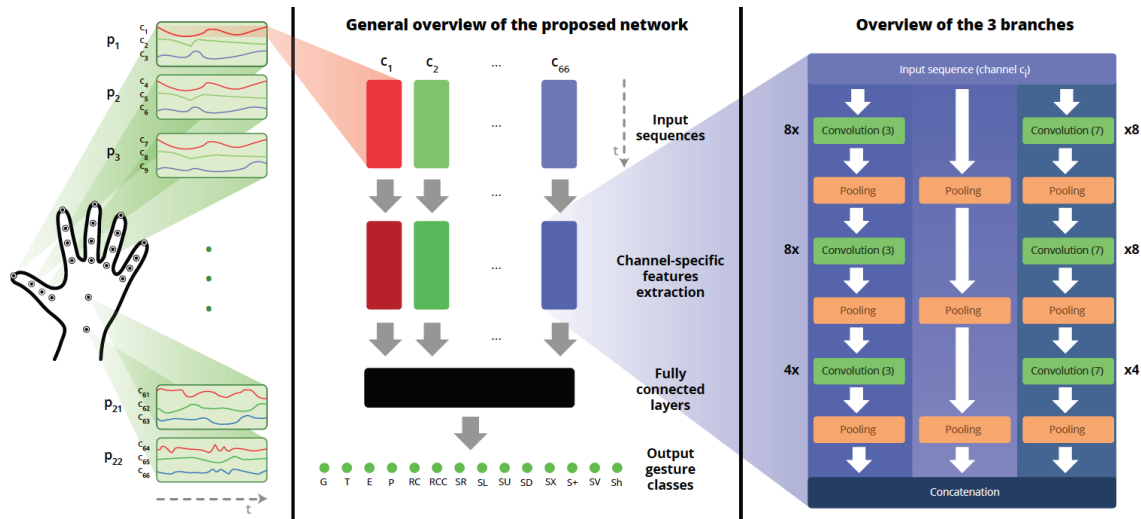 p1
c1
c2
c3
p2
c4
c5
c6
p3
c7
c8
c9
p21
c61
c62
c63
p22
c64
c65
c66
t
General overview of the proposed network
C1 C2 ... C66
... Input
sequences
t
...
... Channel-specific
features
extraction
...
Fully
connected
layers
Output
gesture
classes
G T E P RC RCC SR SL SU SD SX S+ SV Sh
Overview of the 3 branches
Input sequence (channel ci)
8x Convolution (3) Convolution (7) x8
Pooling Pooling Pooling
8x Convolution (3) Convolution (7) x8
Pooling Pooling Pooling
4x Convolution (3) Convolution (7) x4
Pooling Pooling Pooling
Concatenation